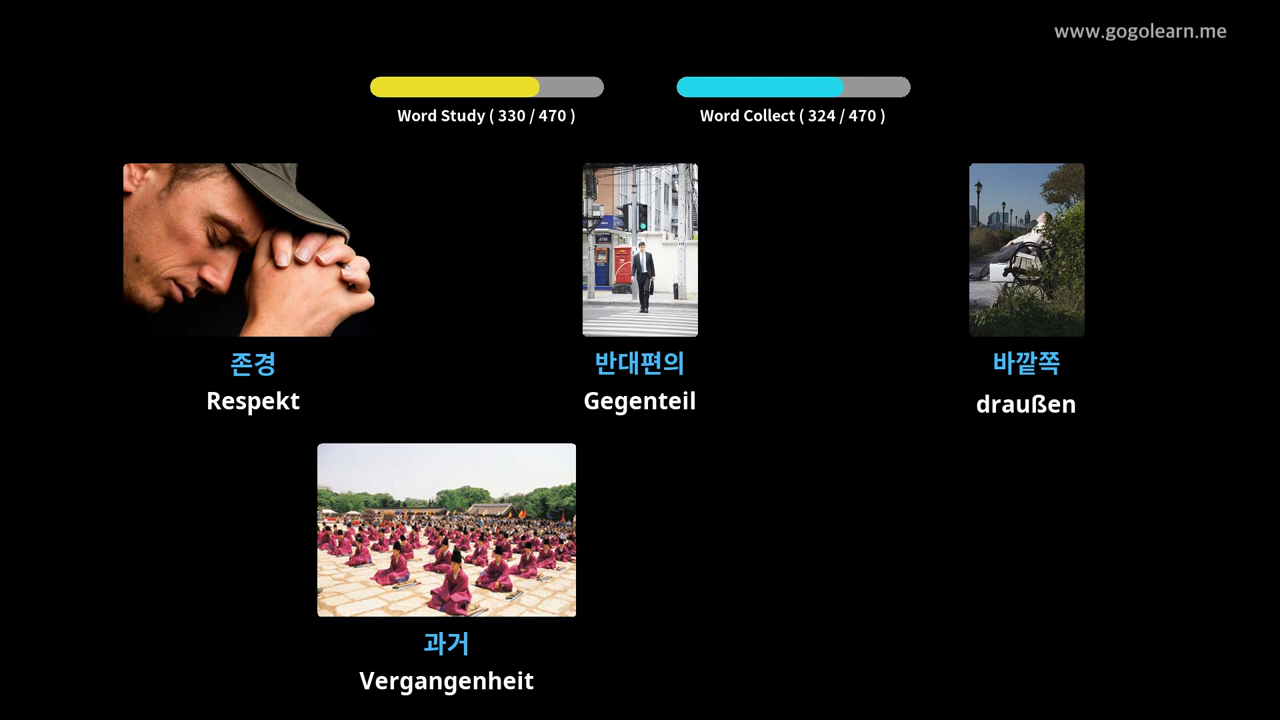 www.gogolearn.me
Word Study ( 330 / 470 )
Word Collect ( 324 / 470 )
존경
Respekt
반대편의
Gegenteil
바깥쪽
draußen
과거
Vergangenheit